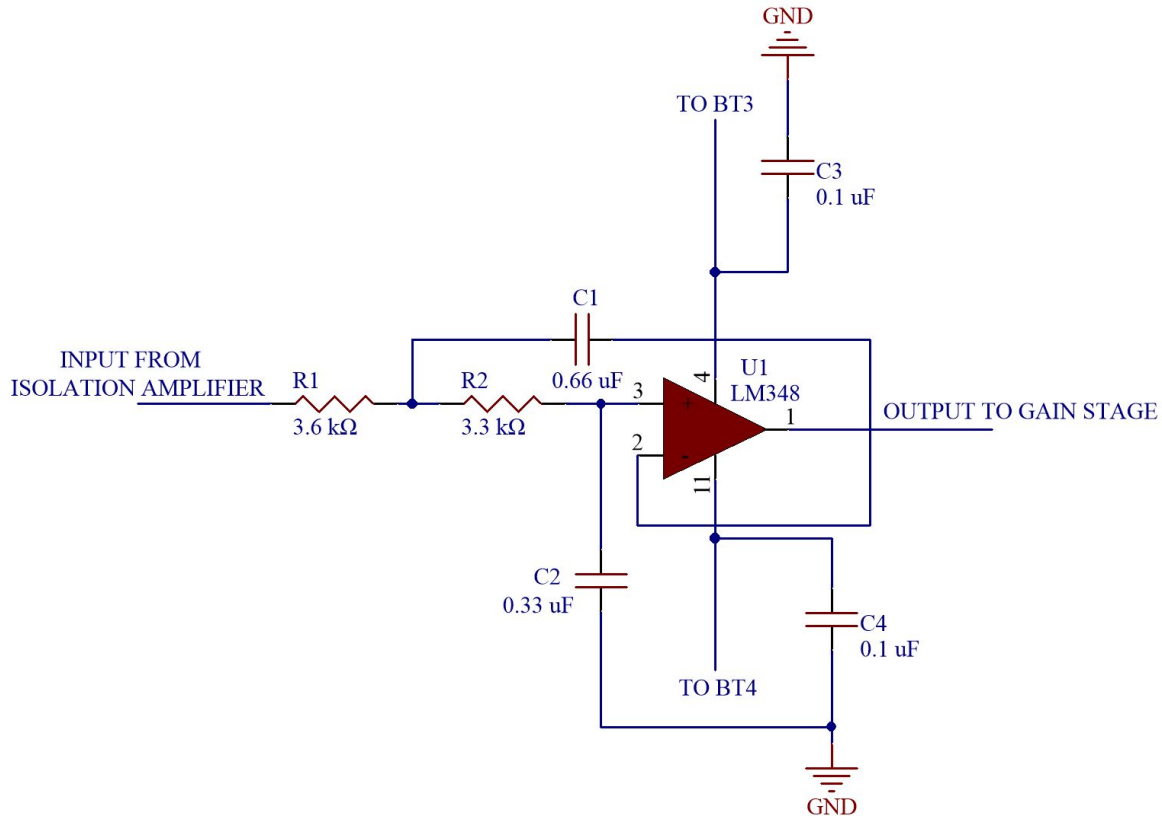 GND
TO BT3
C3
0.1 uF
C1
0.66 uF
INPUT FROM
ISOLATION AMPLIFIER
R1
3.6 kΩ
R2
3.3 kΩ
U1
LM348
3
+
4
2
-
11
1
OUTPUT TO GAIN STAGE
C2
0.33 uF
C4
0.1 uF
TO BT4
GND